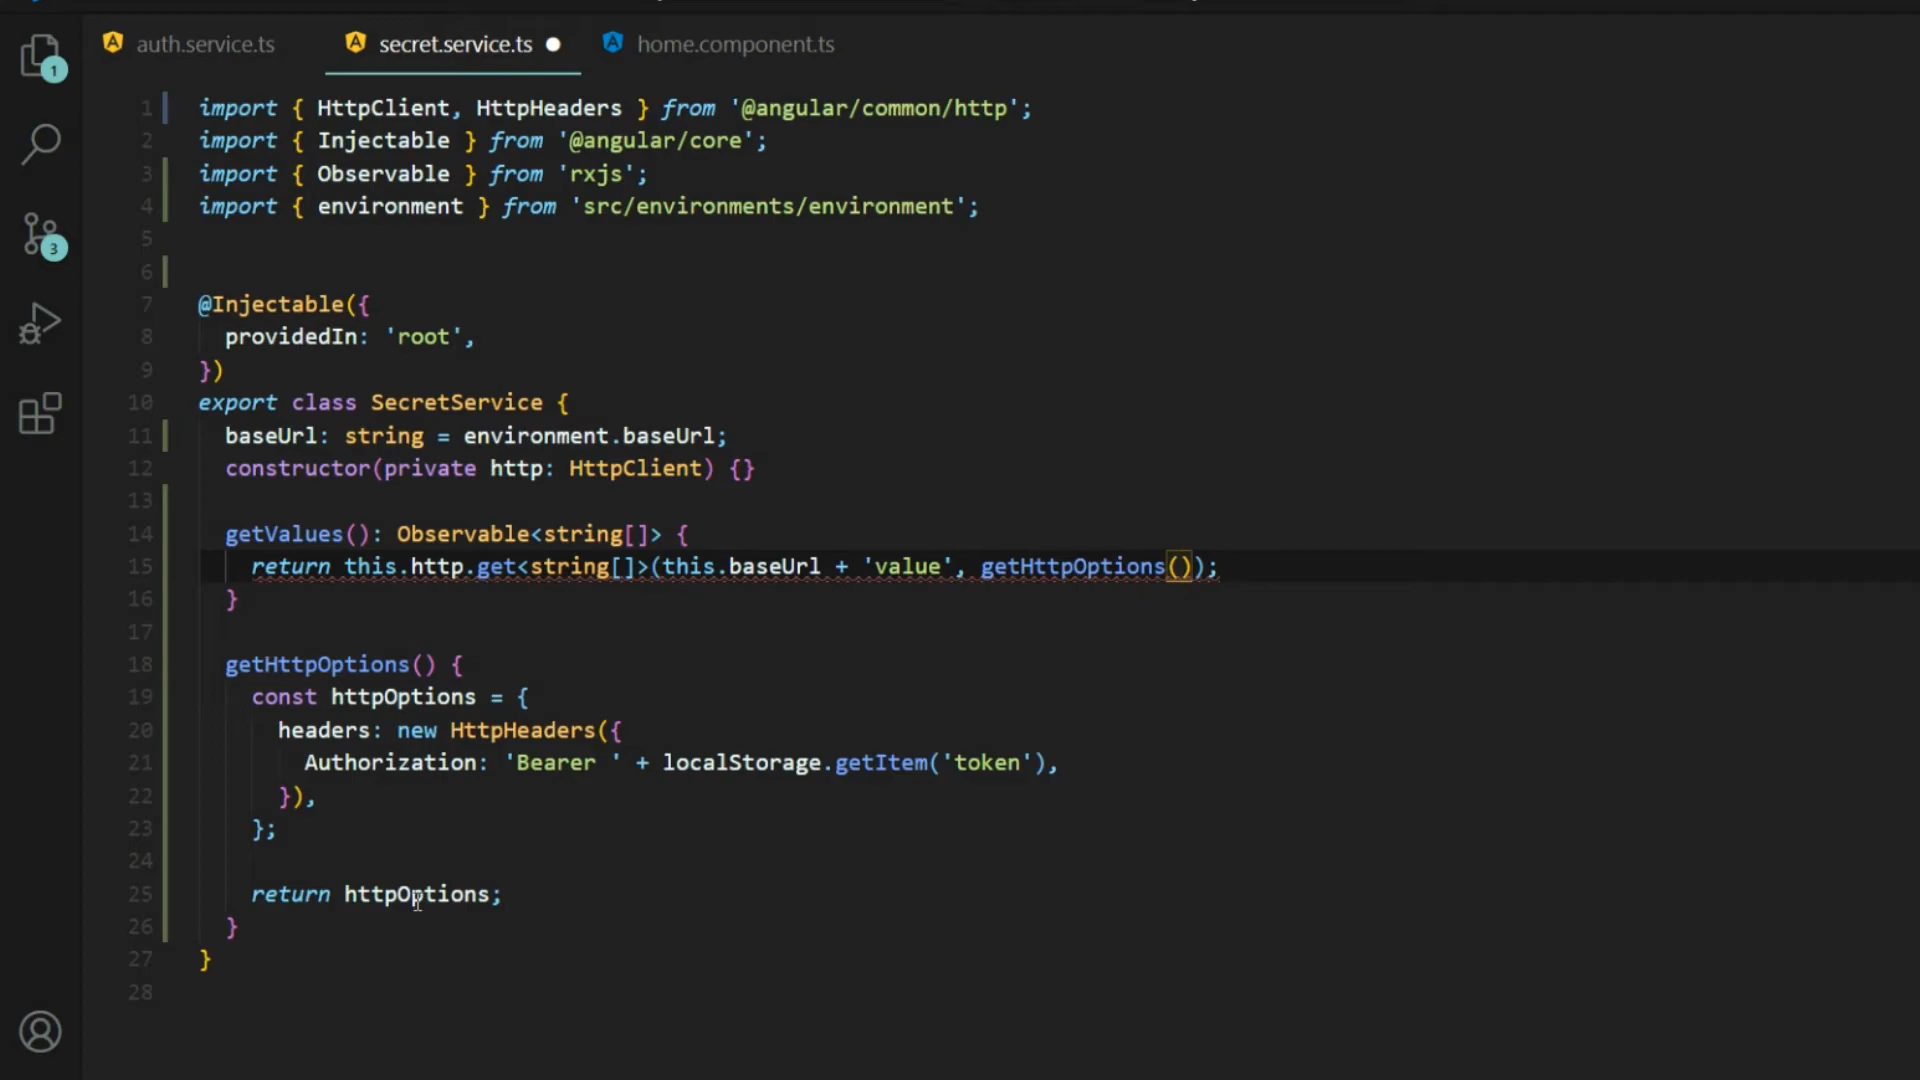 auth.service.ts secret.service.ts home.component.ts
1
3
1 import { HttpClient, HttpHeaders } from '@angular/common/http';
2 import { Injectable } from '@angular/core';
3 import { Observable } from 'rxjs';
4 import { environment } from 'src/environments/environment';
5
6
7 @Injectable({
8 providedIn: 'root',
9 })
10 export class SecretService {
11 baseUrl: string = environment.baseUrl;
12 constructor(private http: HttpClient) {}
13
14 getValues(): Observable<string[]> {
15 return this.http.get<string[]>(this.baseUrl + 'value', getHttpOptions());
16 }
17
18 getHttpOptions() {
19 const httpOptions = {
20 headers: new HttpHeaders({
21 Authorization: 'Bearer ' + localStorage.getItem('token'),
22 }),
23 };
24
25 return httpOptions;
26 }
27 }
28